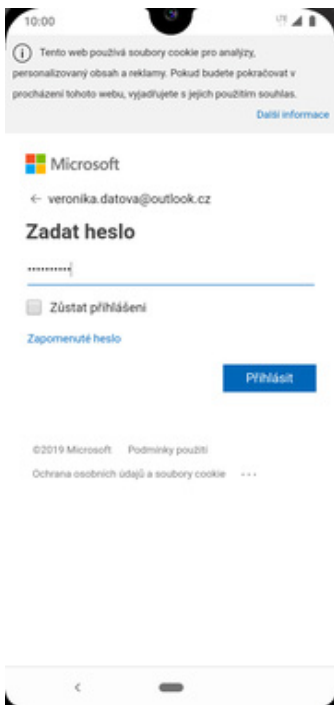 10:00
LTE
Tento web používá soubory cookie pro analýzy,
personalizovaný obsah a reklamy. Pokud budete pokračovat v
procházení tohoto webu, vyjadřujete s jejich použitím souhlas.
Další informace
Microsoft
← veronika.datova@outlook.cz
Zadat heslo
••••••••••
Zůstat přihlášeni
Zapomenuté heslo
Přihlásit
©2019 Microsoft Podmínky použití
Ochrana osobních údajů a soubory cookie ···